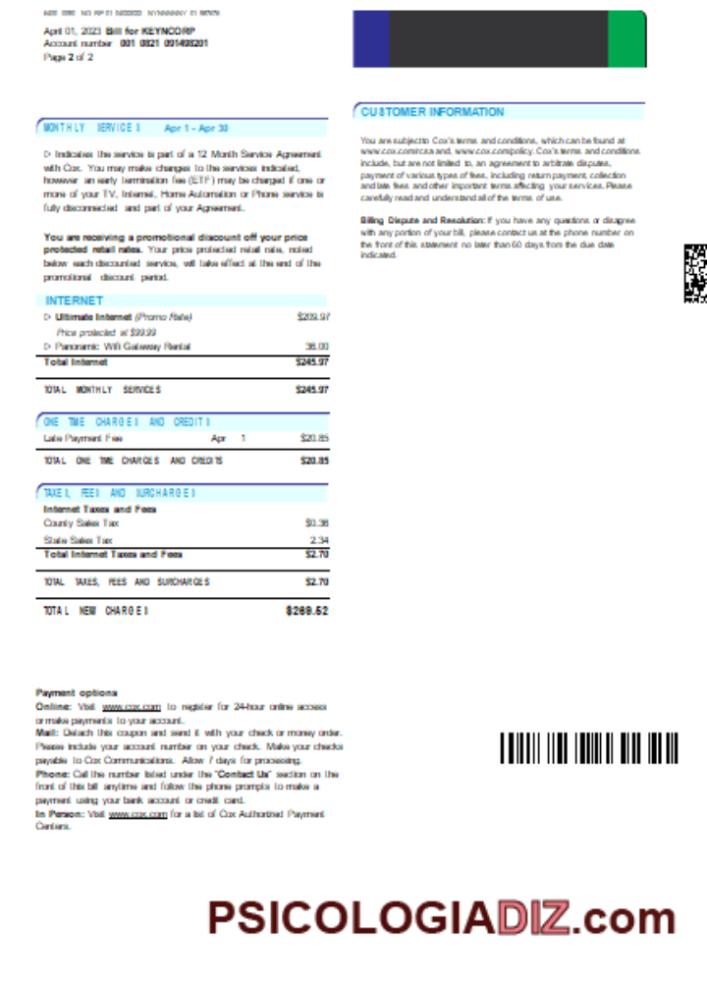 April 01, 2023 Bill for KEYNCORP
Account number 001 0821 091498201
Page 2 of 2
MONTHLY SERVICES Apr 1 - Apr 30
▷ Indicates the service is part of a 12 Month Service Agreement
with Cox. You may make changes to the services indicated,
however an early termination fee (ETF) may be charged if one or
more of your TV, Internet, Home Automation or Phone service is
fully disconnected and part of your Agreement.
You are receiving a promotional discount off your price
protected retail rates. Your price protected retail rate, noted
below each discounted service, will take effect at the end of the
promotional discount period.
INTERNET
▷ Ultimate Internet (Promo Rate) $209.97
Price protected at $99.99
▷ Panoramic Wifi Gateway Rental 36.00
Total Internet $245.97
TOTAL MONTHLY SERVICES $245.97
ONE TIME CHARGES AND CREDITS
Late Payment Fee Apr 1 $20.85
TOTAL ONE TIME CHARGES AND CREDITS $20.85
TAXES, FEES AND SURCHARGES
Internet Taxes and Fees
County Sales Tax $0.36
State Sales Tax 2.34
Total Internet Taxes and Fees $2.70
TOTAL TAXES, FEES AND SURCHARGES $2.70
TOTAL NEW CHARGES $269.52
CUSTOMER INFORMATION
You are subject to Cox's terms and conditions, which can be found at
www.cox.com/rcsa and, www.cox.com/policy. Cox's terms and conditions
include, but are not limited to, an agreement to arbitrate disputes,
payment of various types of fees, including return payment, collection
and late fees and other important terms affecting your services. Please
carefully read and understand all of the terms of use.
Billing Dispute and Resolution: If you have any questions or disagree
with any portion of your bill, please contact us at the phone number on
the front of this statement no later than 60 days from the due date
indicated.
Payment options
Online: Visit www.cox.com to register for 24-hour online access
or make payments to your account.
Mail: Detach this coupon and send it with your check or money order.
Please include your account number on your check. Make your checks
payable to Cox Communications. Allow 7 days for processing.
Phone: Call the number listed under the "Contact Us" section on the
front of this bill anytime and follow the phone prompts to make a
payment using your bank account or credit card.
In Person: Visit www.cox.com for a list of Cox Authorized Payment
Centers.
PSICOLOGIADIZ.com